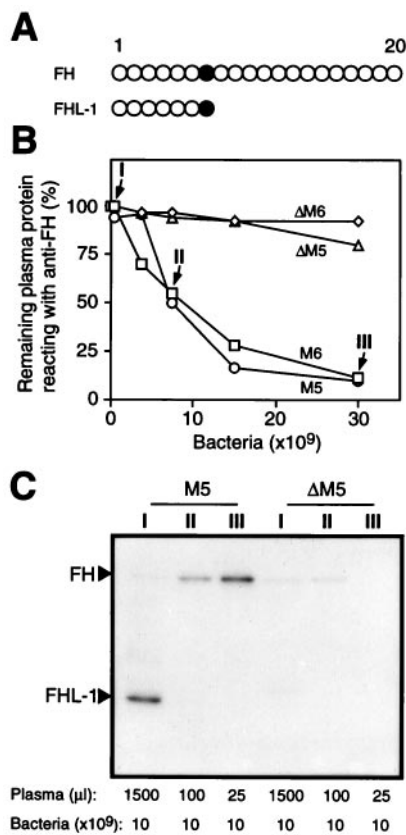 A
1 20
FH
FHL-1
B
Remaining plasma protein
reacting with anti-FH (%)
100
75
50
25
0
I
II
III
ΔM6
ΔM5
M6
M5
0 10 20 30
Bacteria (x10⁹)
C
M5 ΔM5
I II III I II III
FH
FHL-1
Plasma (µl): 1500 100 25 1500 100 25
Bacteria (x10⁹): 10 10 10 10 10 10